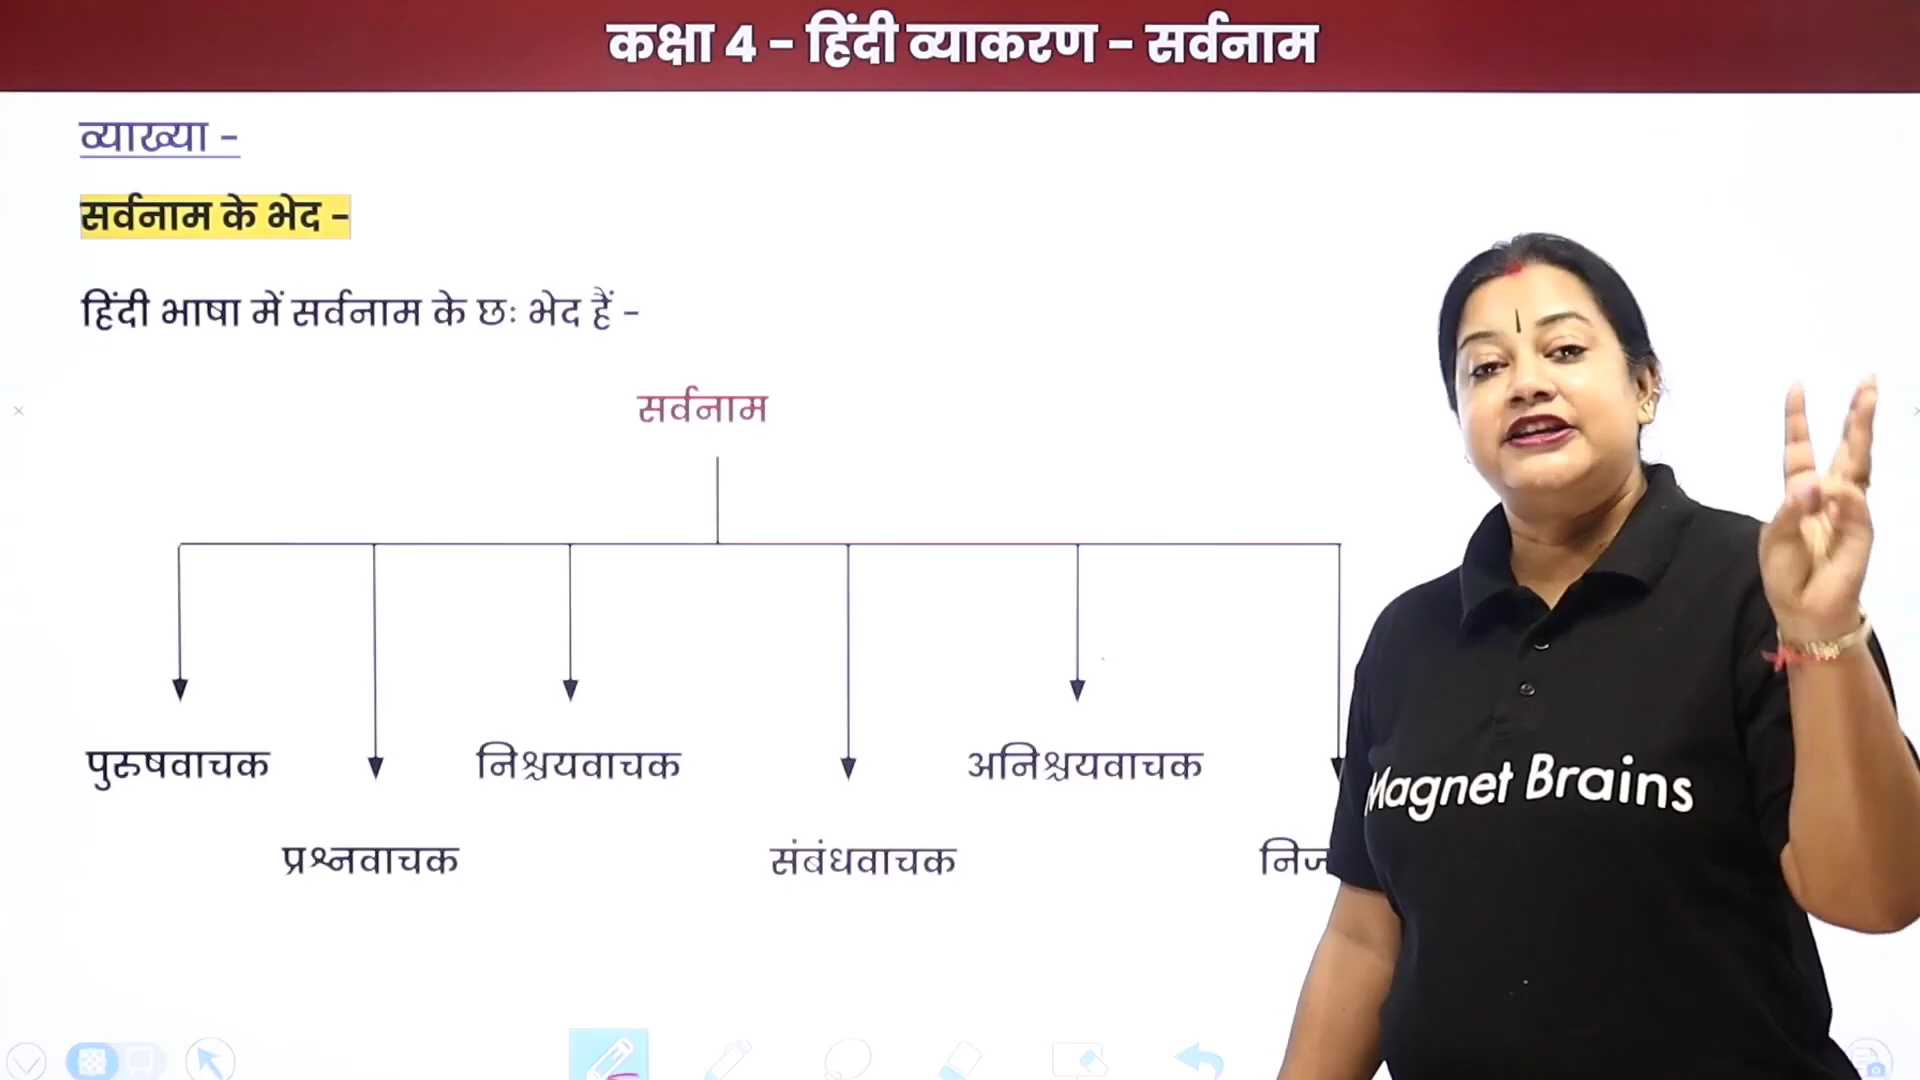 कक्षा 4 - हिंदी व्याकरण - सर्वनाम
व्याख्या -
सर्वनाम के भेद -
हिंदी भाषा में सर्वनाम के छः भेद हैं -
सर्वनाम
पुरुषवाचक निश्चयवाचक अनिश्चयवाचक
प्रश्नवाचक संबंधवाचक
Magnet Brains